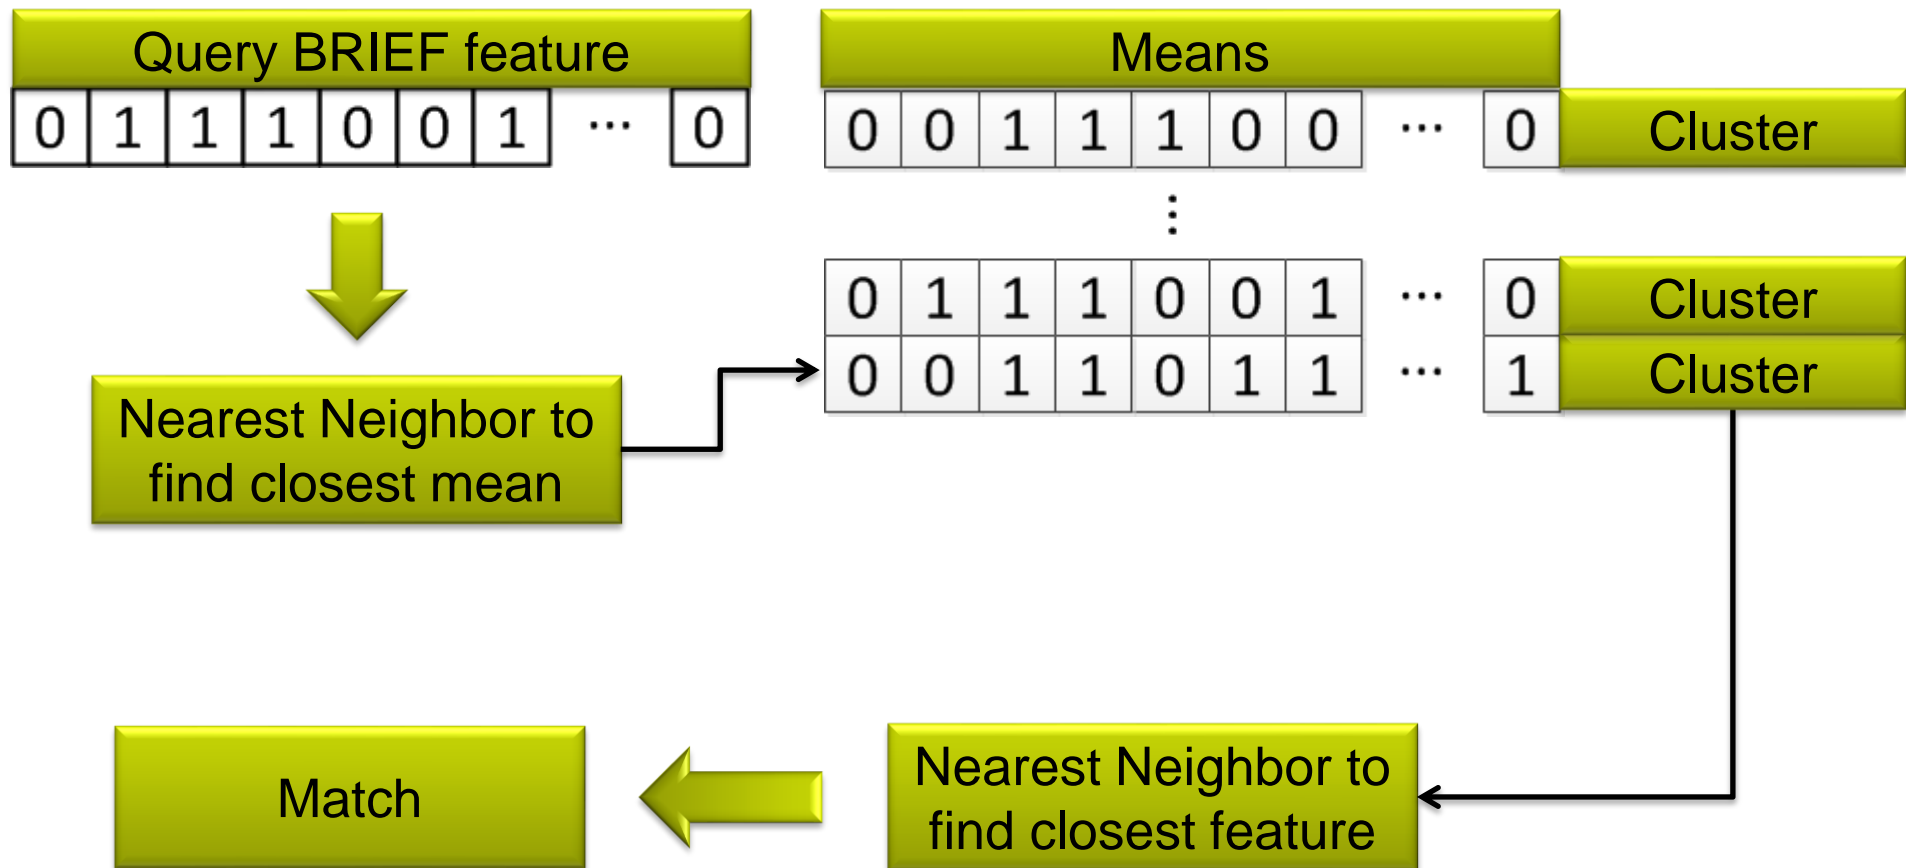 Query BRIEF feature
0 1 1 1 0 0 1 ... 0
Means
0 0 1 1 1 0 0 ... 0 Cluster
⋮
0 1 1 1 0 0 1 ... 0 Cluster
0 0 1 1 0 1 1 ... 1 Cluster
Nearest Neighbor to
find closest mean
Nearest Neighbor to
find closest feature
Match